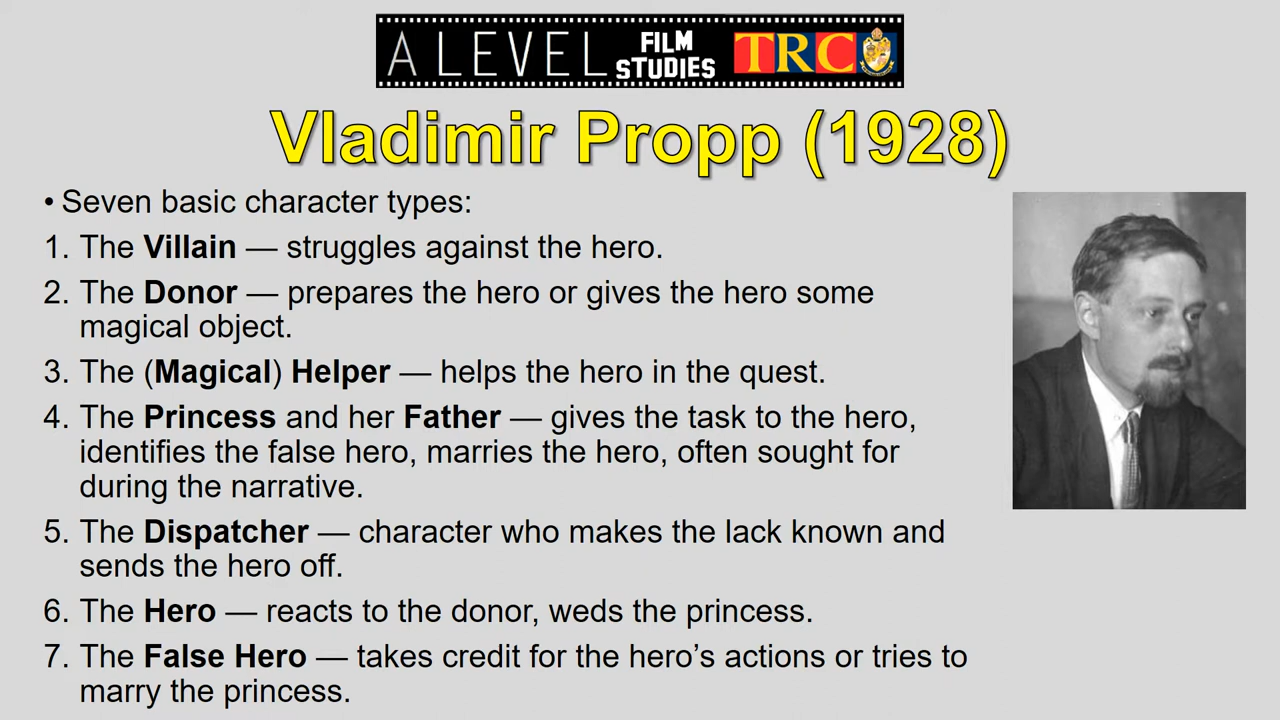 A LEVEL FILM STUDIES TRC
Vladimir Propp (1928)
• Seven basic character types:
1. The Villain — struggles against the hero.
2. The Donor — prepares the hero or gives the hero some
magical object.
3. The (Magical) Helper — helps the hero in the quest.
4. The Princess and her Father — gives the task to the hero,
identifies the false hero, marries the hero, often sought for
during the narrative.
5. The Dispatcher — character who makes the lack known and
sends the hero off.
6. The Hero — reacts to the donor, weds the princess.
7. The False Hero — takes credit for the hero’s actions or tries to
marry the princess.